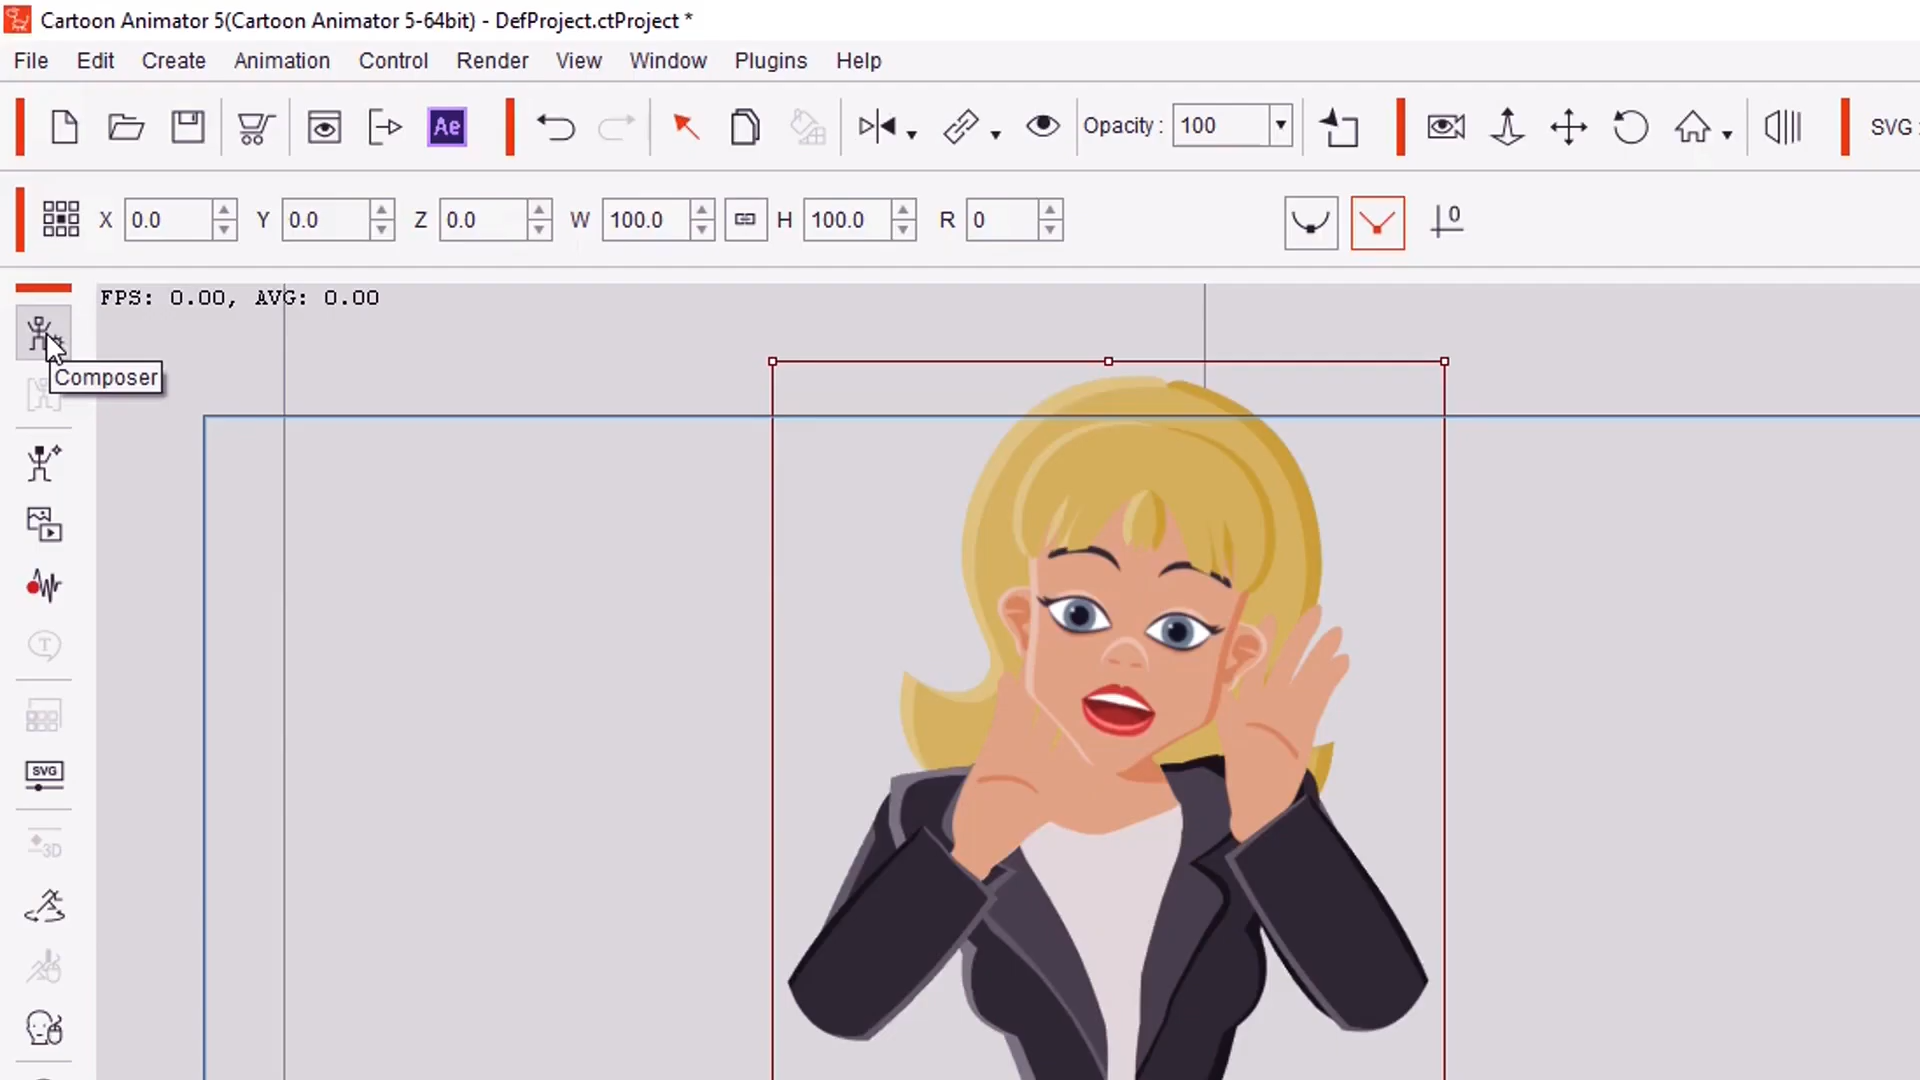 Cartoon Animator 5(Cartoon Animator 5-64bit) - DefProject.ctProject *
File Edit Create Animation Control Render View Window Plugins Help
Ae Opacity : 100 SVG :
X 0.0 Y 0.0 Z 0.0 W 100.0 H 100.0 R 0 0
FPS: 0.00, AVG: 0.00
Composer
T
SVG
3D